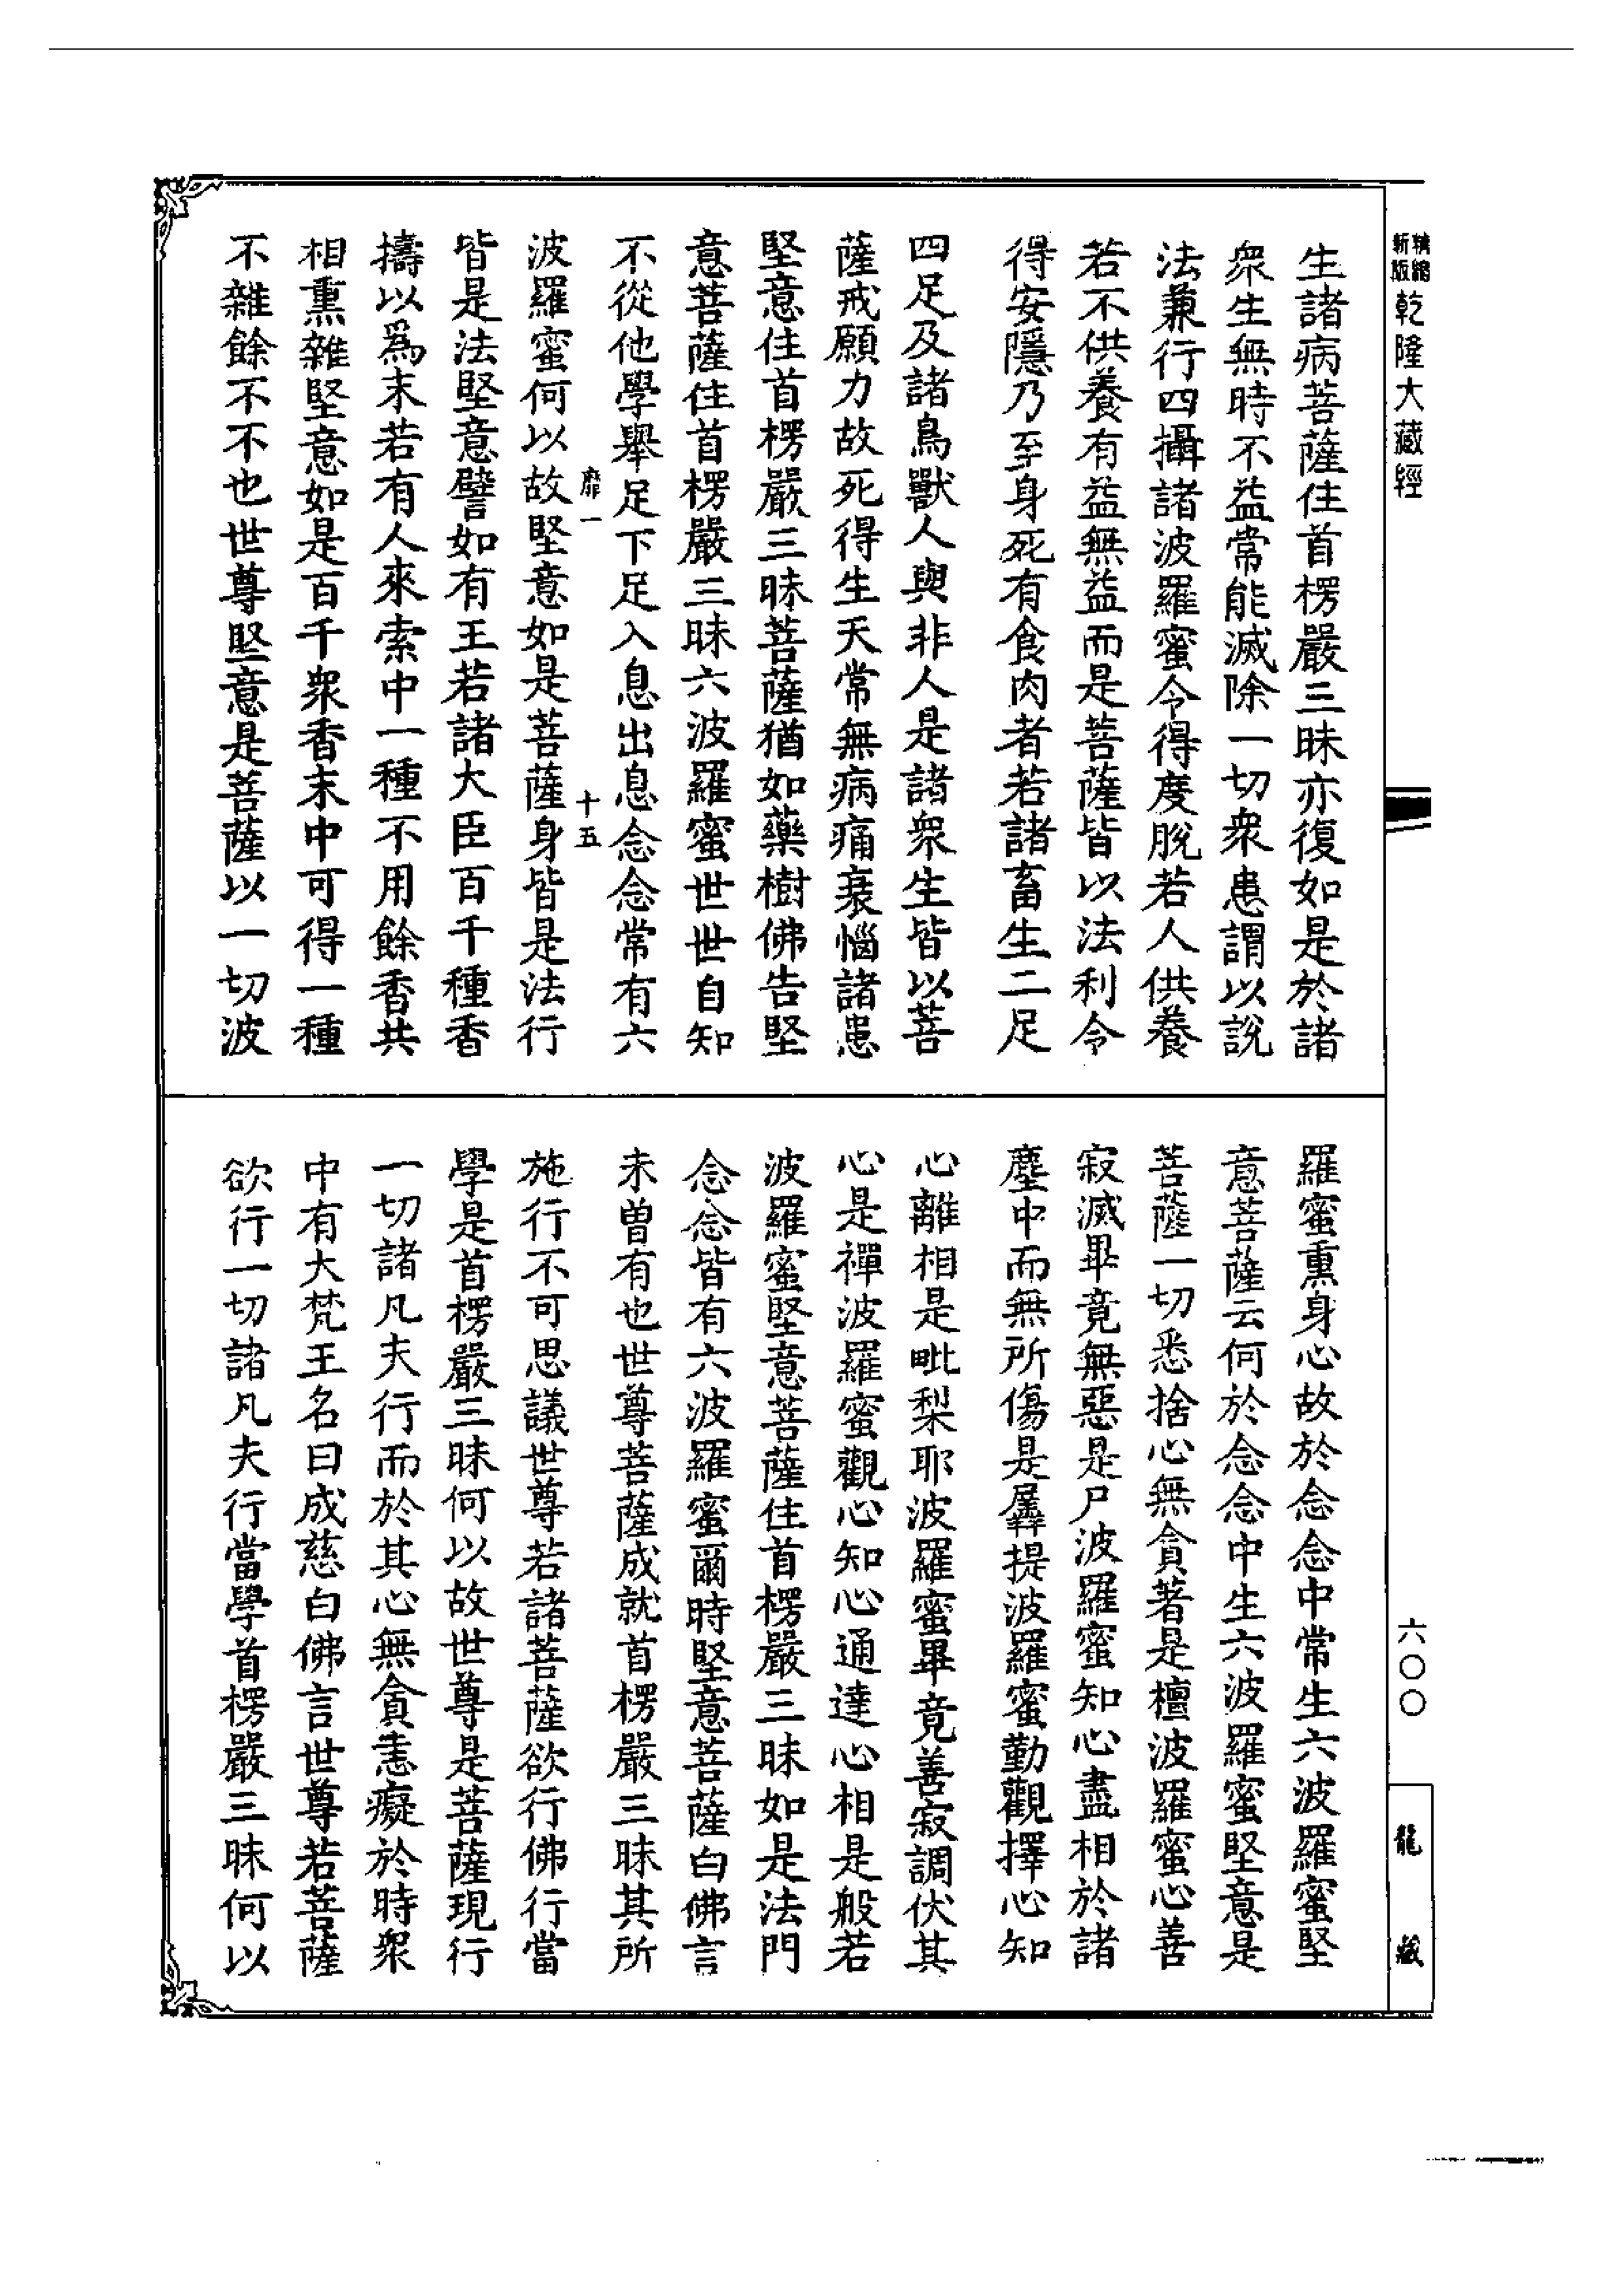 精縮新版乾隆大藏經
生諸病菩薩住首楞嚴三昧亦復如是於諸
衆生無時不益常能滅除一切衆患謂以說
法兼行四攝諸波羅蜜令得度脫若人供養
若不供養有益無益而是菩薩皆以法利令
得安隱乃至身死有食肉者若諸畜生二足
四足及諸鳥獸人與非人是諸衆生皆以菩
薩戒願力故死得生天常無病痛衰惱諸患
堅意住首楞嚴三昧菩薩猶如藥樹佛告堅
意菩薩住首楞嚴三昧六波羅蜜世世自知
不從他學舉足下足入息出息念念常有六
靡一
十五
波羅蜜何以故堅意如是菩薩身皆是法行
皆是法堅意譬如有王若諸大臣百千種香
擣以爲末若有人來索中一種不用餘香共
相熏雜堅意如是百千衆香末中可得一種
不雜餘不不也世尊堅意是菩薩以一切波
羅蜜熏身心故於念念中常生六波羅蜜堅
意菩薩云何於念念中生六波羅蜜堅意是
菩薩一切悉捨心無貪著是檀波羅蜜心善
寂滅畢竟無惡是尸波羅蜜知心盡相於諸
塵中而無所傷是羼提波羅蜜勤觀擇心知
心離相是毗梨耶波羅蜜畢竟善寂調伏其
心是禪波羅蜜觀心知心通達心相是般若
波羅蜜堅意菩薩住首楞嚴三昧如是法門
念念皆有六波羅蜜爾時堅意菩薩白佛言
未曾有也世尊菩薩成就首楞嚴三昧其所
施行不可思議世尊若諸菩薩欲行佛行當
學是首楞嚴三昧何以故世尊是菩薩現行
一切諸凡夫行而於其心無貪恚癡於時衆
中有大梵王名曰成慈白佛言世尊若菩薩
欲行一切諸凡夫行當學首楞嚴三昧何以
六〇〇
龍藏